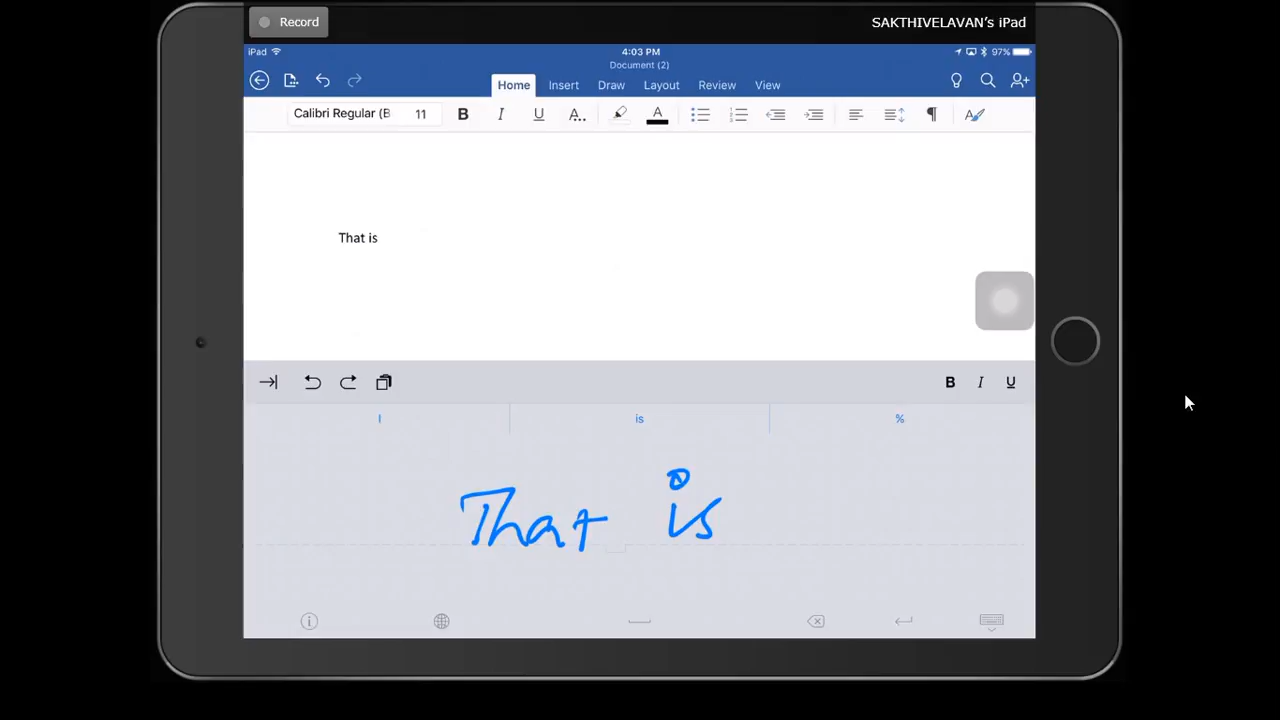 Record SAKTHIVELAVAN's iPad
iPad 4:03 PM 97%
Document (2)
Home Insert Draw Layout Review View
Calibri Regular (B 11 B I U A.. A
That is
B I U
I is %
That is